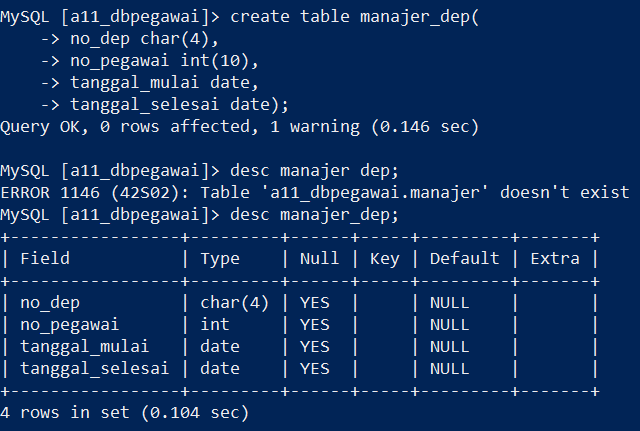 MySQL [a11_dbpegawai]> create table manajer_dep(
    -> no_dep char(4),
    -> no_pegawai int(10),
    -> tanggal_mulai date,
    -> tanggal_selesai date);
Query OK, 0 rows affected, 1 warning (0.146 sec)

MySQL [a11_dbpegawai]> desc manajer dep;
ERROR 1146 (42S02): Table 'a11_dbpegawai.manajer' doesn't exist
MySQL [a11_dbpegawai]> desc manajer_dep;
+-----------------+---------+------+-----+---------+-------+
| Field           | Type    | Null | Key | Default | Extra |
+-----------------+---------+------+-----+---------+-------+
| no_dep          | char(4) | YES  |     | NULL    |       |
| no_pegawai      | int     | YES  |     | NULL    |       |
| tanggal_mulai   | date    | YES  |     | NULL    |       |
| tanggal_selesai | date    | YES  |     | NULL    |       |
+-----------------+---------+------+-----+---------+-------+
4 rows in set (0.104 sec)